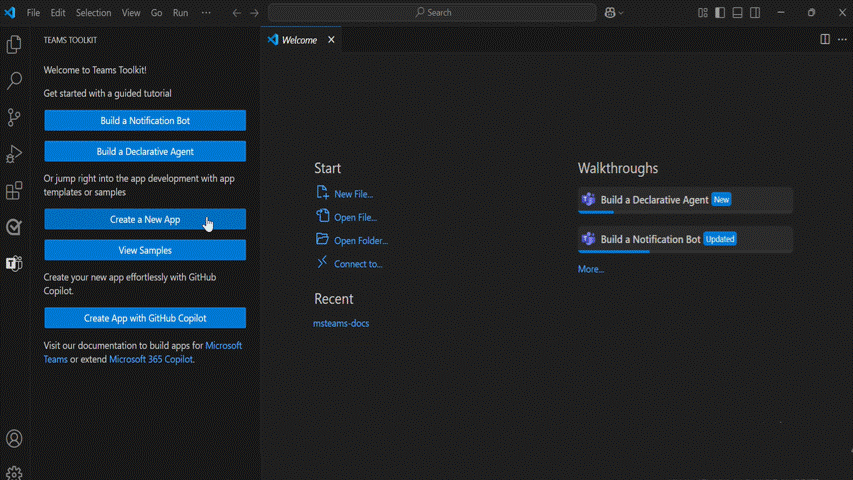 File Edit Selection View Go Run ··· Search
TEAMS TOOLKIT
Welcome to Teams Toolkit!
Get started with a guided tutorial
Build a Notification Bot
Build a Declarative Agent
Or jump right into the app development with app
templates or samples
Create a New App
View Samples
Create your new app effortlessly with GitHub
Copilot.
Create App with GitHub Copilot
Visit our documentation to build apps for Microsoft
Teams or extend Microsoft 365 Copilot.
Welcome
Start
New File...
Open File...
Open Folder...
Connect to...
Recent
msteams-docs
Walkthroughs
Build a Declarative Agent New
Build a Notification Bot Updated
More...